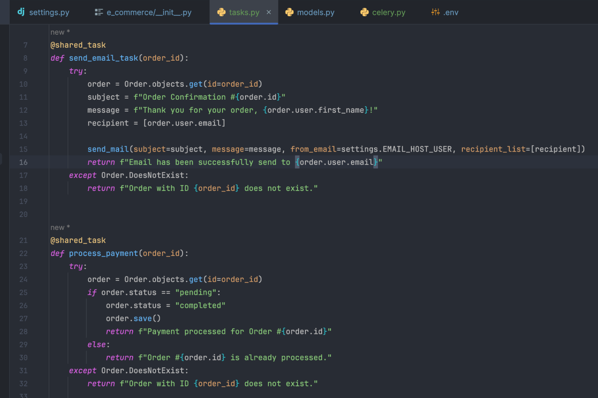 dj settings.py e_commerce/__init__.py tasks.py × models.py celery.py .env
new *
7 @shared_task
8 def send_email_task(order_id):
9     try:
10         order = Order.objects.get(id=order_id)
11         subject = f"Order Confirmation #{order.id}"
12         message = f"Thank you for your order, {order.user.first_name}!"
13         recipient = [order.user.email]
14
15         send_mail(subject=subject, message=message, from_email=settings.EMAIL_HOST_USER, recipient_list=[recipient])
16         return f"Email has been successfully send to {order.user.email}"
17     except Order.DoesNotExist:
18         return f"Order with ID {order_id} does not exist."
19
20
new *
21 @shared_task
22 def process_payment(order_id):
23     try:
24         order = Order.objects.get(id=order_id)
25         if order.status == "pending":
26             order.status = "completed"
27             order.save()
28             return f"Payment processed for Order #{order.id}"
29         else:
30             return f"Order #{order.id} is already processed."
31     except Order.DoesNotExist:
32         return f"Order with ID {order_id} does not exist."
33